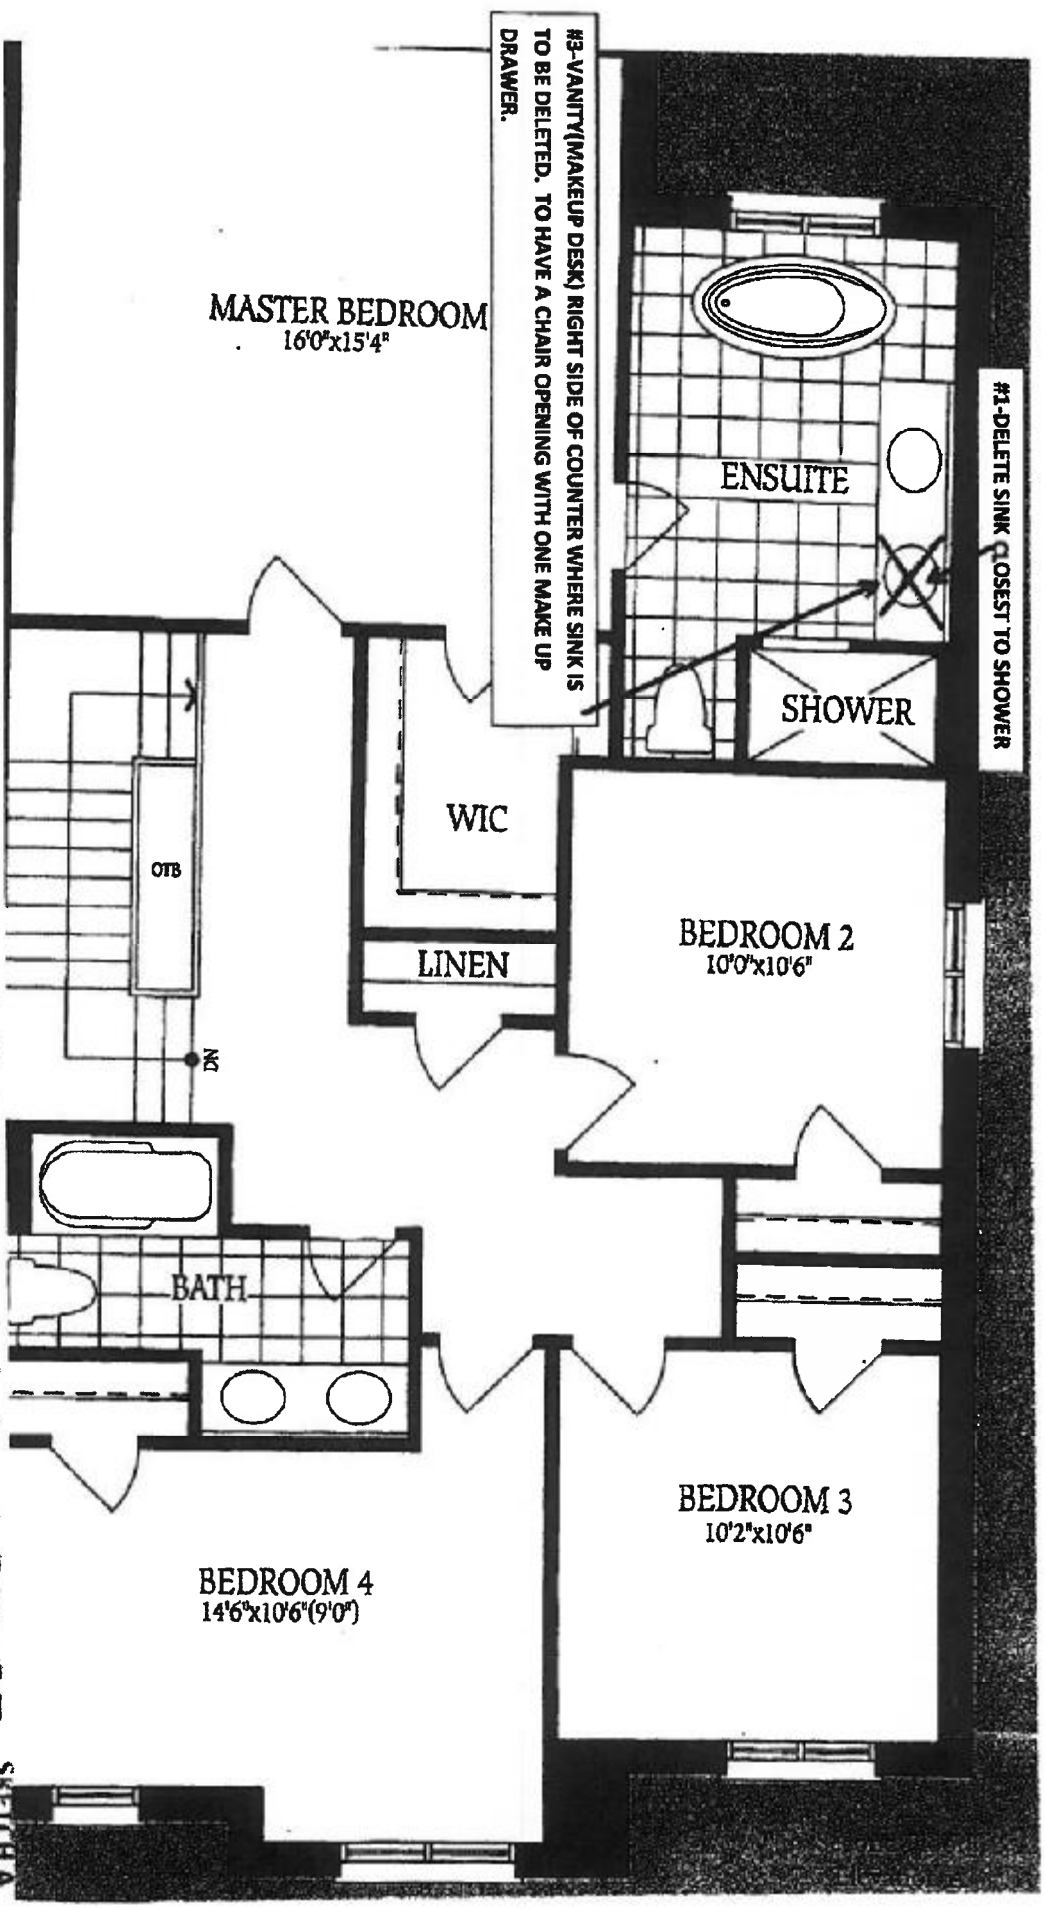 #3-VANITY(MAKEUP DESK) RIGHT SIDE OF COUNTER WHERE SINK IS
TO BE DELETED. TO HAVE A CHAIR OPENING WITH ONE MAKE UP
DRAWER.
#1-DELETE SINK CLOSEST TO SHOWER
MASTER BEDROOM
16'0"x15'4"
ENSUITE
SHOWER
WIC
OTB
LINEN
BEDROOM 2
10'0"x10'6"
DN
BATH
BEDROOM 3
10'2"x10'6"
BEDROOM 4
14'6"x10'6"(9'0")